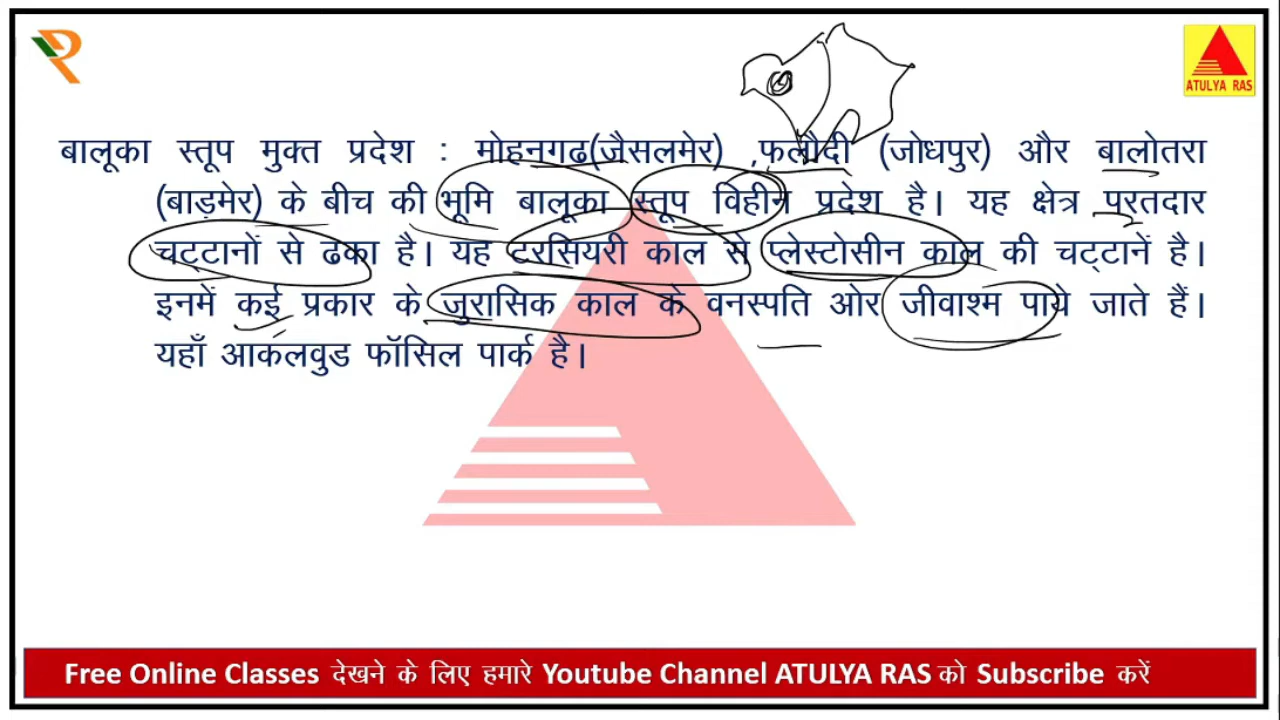 ATULYA RAS
बालूका स्तूप मुक्त प्रदेश : मोहनगढ(जैसलमेर) ,फलौदी (जोधपुर) और बालोतरा
(बाड़मेर) के बीच की भूमि बालूका स्तूप विहीन प्रदेश है। यह क्षेत्र परतदार
चट्टानों से ढका है। यह टरसियरी काल से प्लेस्टोसीन काल की चट्टानें है।
इनमें कई प्रकार के जुरासिक काल के वनस्पति ओर जीवाश्म पाये जाते हैं।
यहाँ आकलवुड फॉसिल पार्क है।
Free Online Classes देखने के लिए हमारे Youtube Channel ATULYA RAS को Subscribe करें